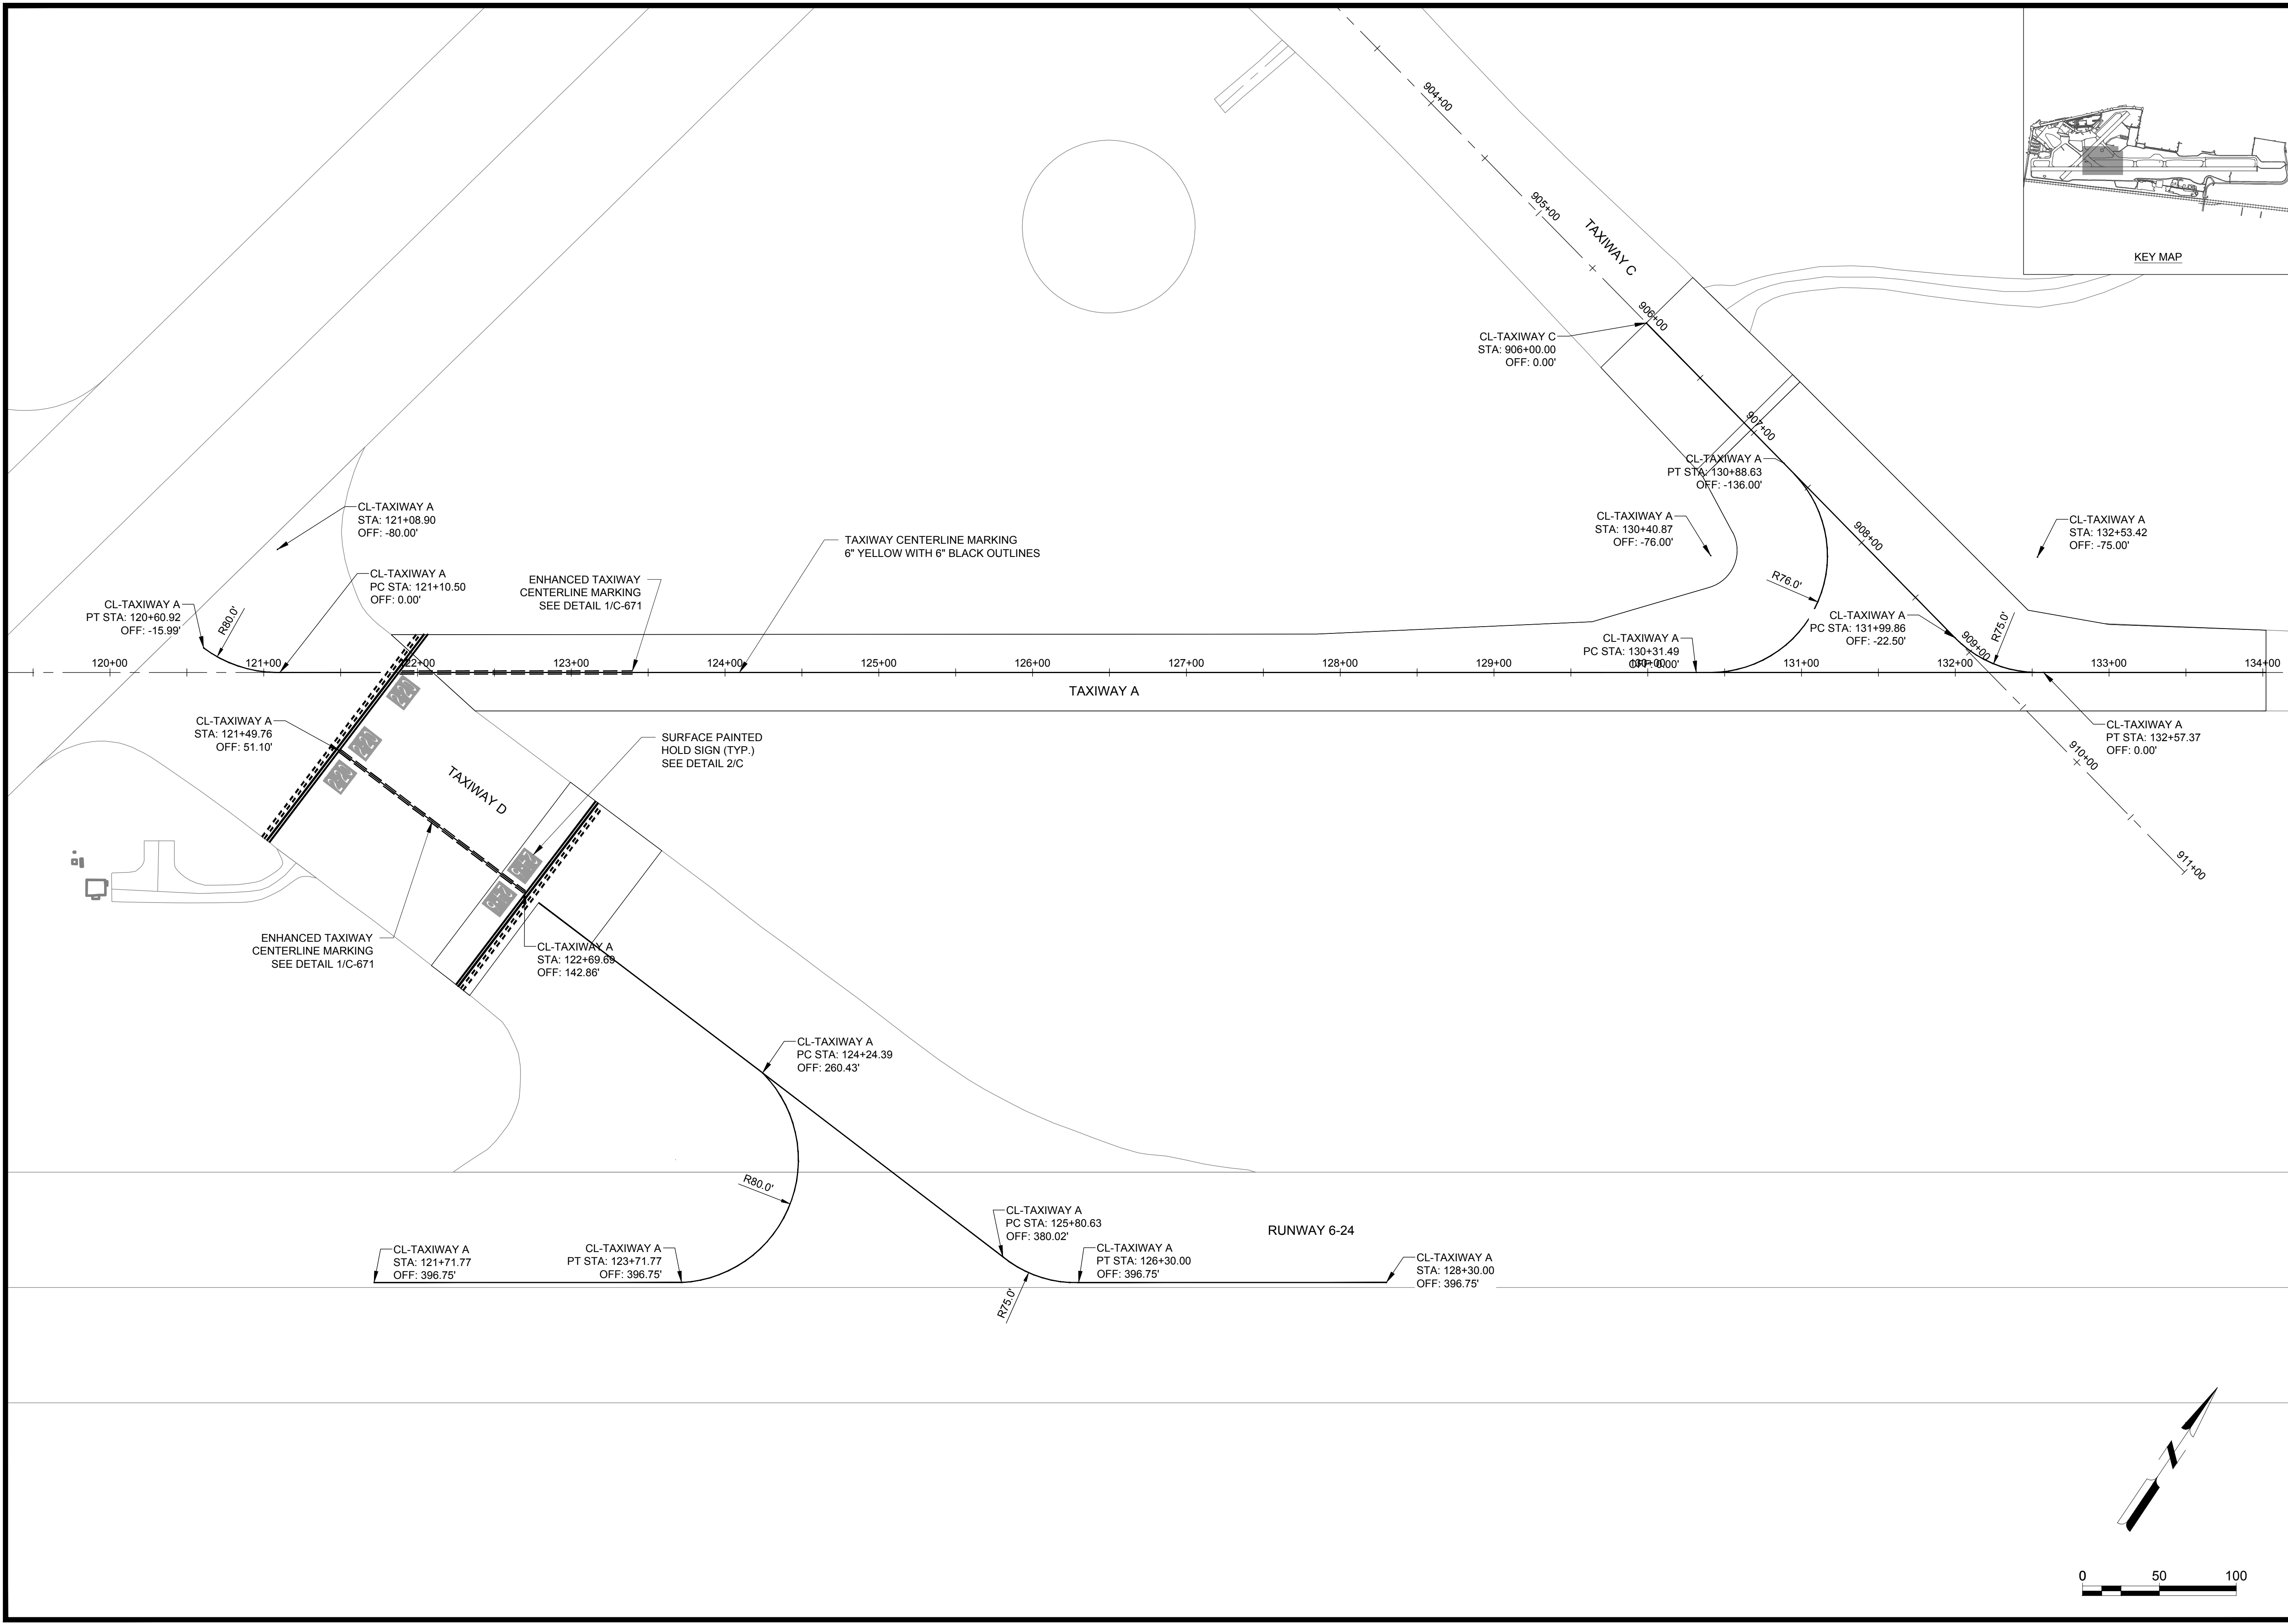 904+00
905+00
TAXIWAY C
KEY MAP
906+00
CL-TAXIWAY C
STA: 906+00.00
OFF: 0.00'
907+00
CL-TAXIWAY A
PT STA: 130+88.63
OFF: -136.00'
CL-TAXIWAY A
STA: 121+08.90
OFF: -80.00'
CL-TAXIWAY A
STA: 130+40.87
OFF: -76.00'
908+00
CL-TAXIWAY A
STA: 132+53.42
OFF: -75.00'
TAXIWAY CENTERLINE MARKING
6" YELLOW WITH 6" BLACK OUTLINES
CL-TAXIWAY A
PC STA: 121+10.50
OFF: 0.00'
ENHANCED TAXIWAY
CENTERLINE MARKING
SEE DETAIL 1/C-671
R76.0'
CL-TAXIWAY A
PT STA: 120+60.92
OFF: -15.99'
R80.0'
CL-TAXIWAY A
PC STA: 131+99.86
OFF: -22.50'
R75.0'
CL-TAXIWAY A
PC STA: 130+31.49
OFF: 0.00'
909+00
120+00
121+00
122+00
123+00
124+00
125+00
126+00
127+00
128+00
129+00
130+00
131+00
132+00
133+00
134+00
TAXIWAY A
CL-TAXIWAY A
STA: 121+49.76
OFF: 51.10'
SURFACE PAINTED
HOLD SIGN (TYP.)
SEE DETAIL 2/C
CL-TAXIWAY A
PT STA: 132+57.37
OFF: 0.00'
910+00
TAXIWAY D
911+00
ENHANCED TAXIWAY
CENTERLINE MARKING
SEE DETAIL 1/C-671
CL-TAXIWAY A
STA: 122+69.69
OFF: 142.86'
CL-TAXIWAY A
PC STA: 124+24.39
OFF: 260.43'
R80.0'
CL-TAXIWAY A
PC STA: 125+80.63
OFF: 380.02'
RUNWAY 6-24
CL-TAXIWAY A
STA: 121+71.77
OFF: 396.75'
CL-TAXIWAY A
PT STA: 123+71.77
OFF: 396.75'
CL-TAXIWAY A
PT STA: 126+30.00
OFF: 396.75'
CL-TAXIWAY A
STA: 128+30.00
OFF: 396.75'
R75.0'
N
0 50 100